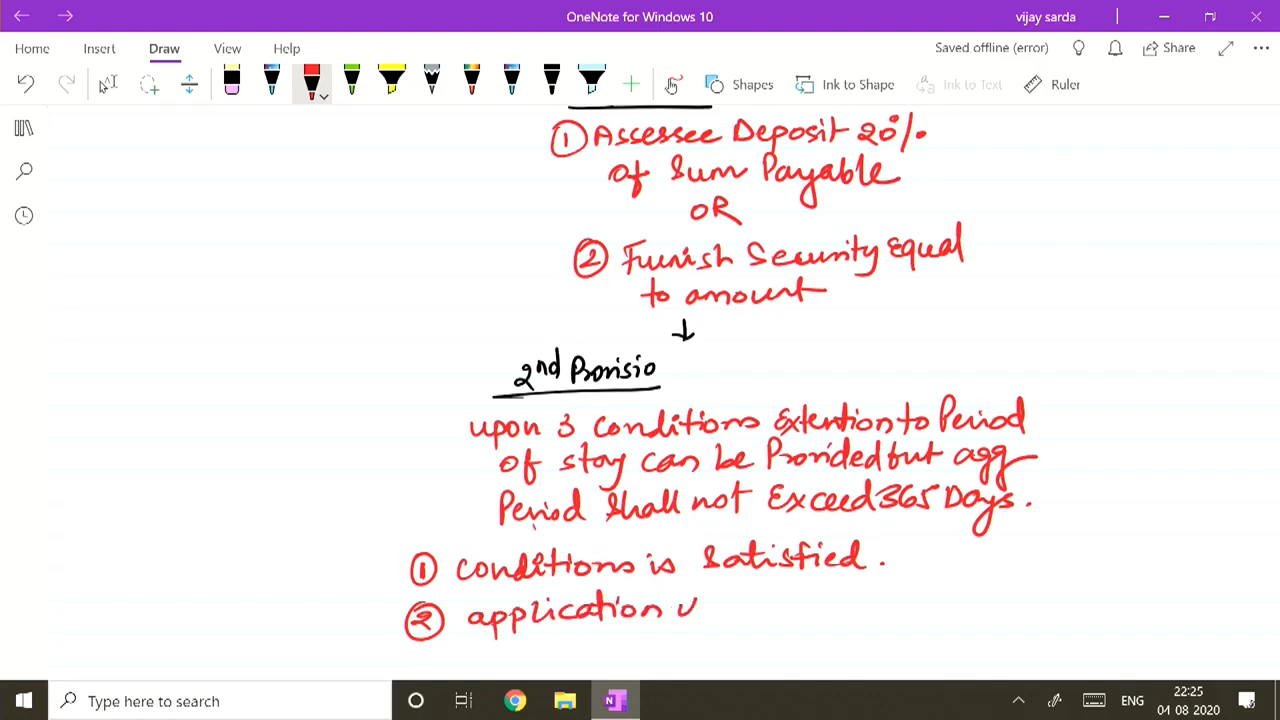 OneNote for Windows 10
vijay sarda
Home Insert Draw View Help
Saved offline (error)
Share
Shapes
Ink to Shape
Ink to Text
Ruler
1 Assessee Deposit 20%
of Sum Payable
OR
2 Furnish Security Equal
to amount
2nd Provisio
upon 3 conditions Extention to Period
of stay can be Provided but agg
Period Shall not Exceed 365 Days.
1 conditions is satisfied.
2 application
Type here to search
ENG
22:25
04-08-2020